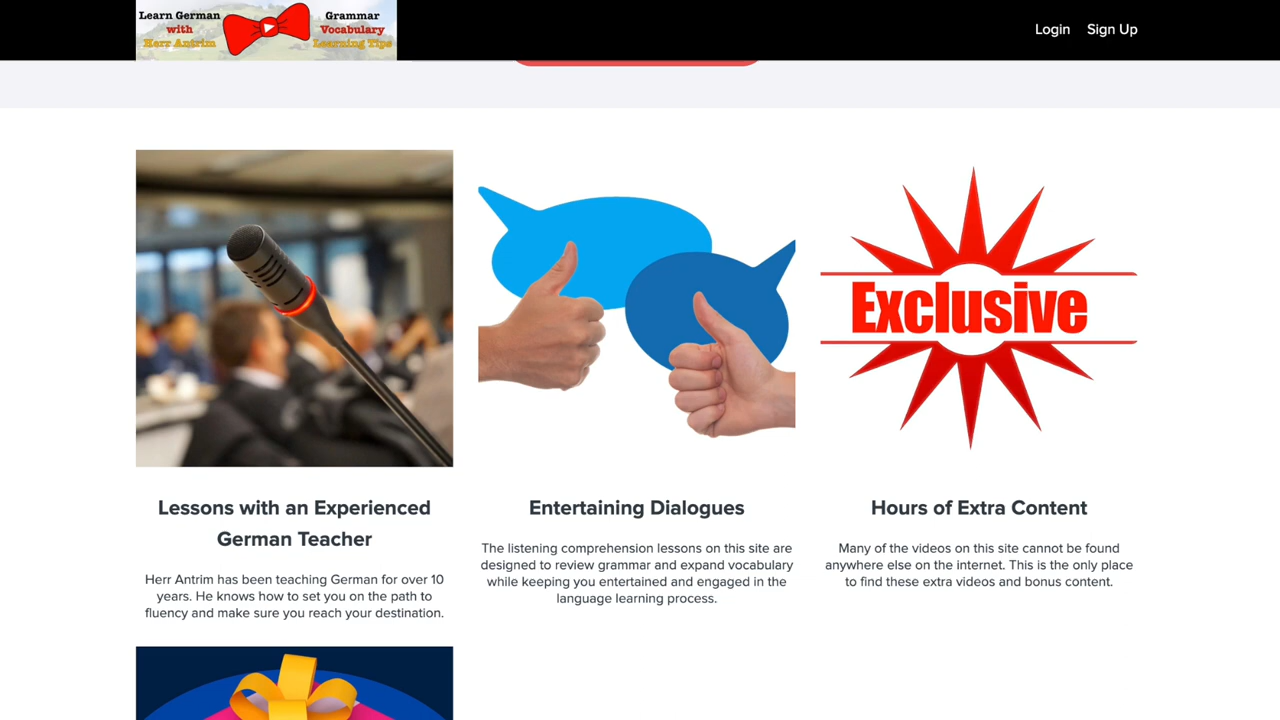 Learn German
with
Herr Antrim
Grammar
Vocabulary
Learning Tips
Login
Sign Up
Exclusive
Lessons with an Experienced
German Teacher
Herr Antrim has been teaching German for over 10
years. He knows how to set you on the path to
fluency and make sure you reach your destination.
Entertaining Dialogues
The listening comprehension lessons on this site are
designed to review grammar and expand vocabulary
while keeping you entertained and engaged in the
language learning process.
Hours of Extra Content
Many of the videos on this site cannot be found
anywhere else on the internet. This is the only place
to find these extra videos and bonus content.